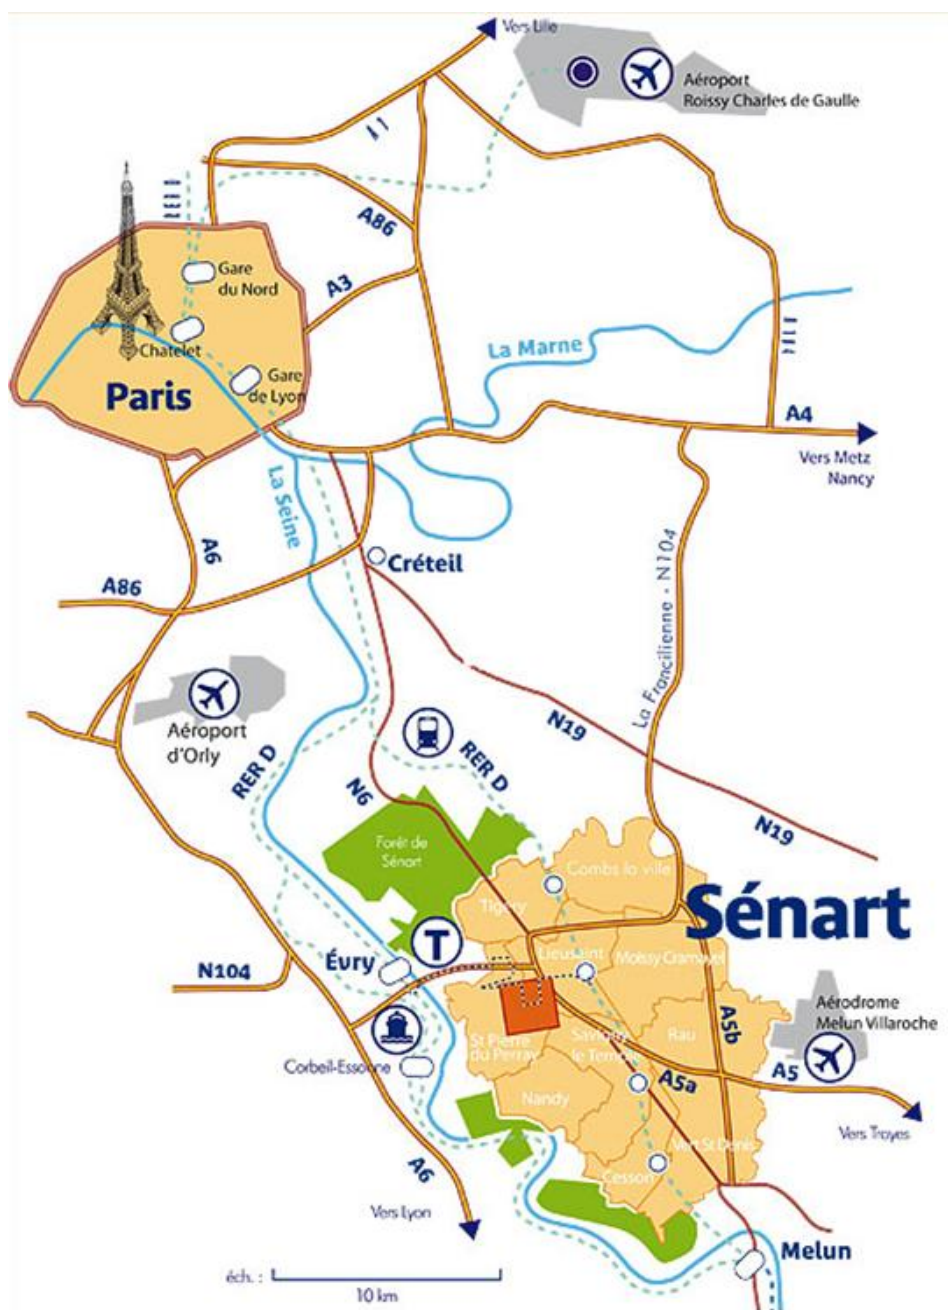 Vers Lille
Aéroport
Roissy Charles de Gaulle
A 1
RER D
A86
Gare
du Nord
A3
Chatelet
La Marne
Gare
de Lyon
Paris
A4
Vers Metz
Nancy
La Seine
A6
Créteil
A86
La Francilienne - N104
Aéroport
d'Orly
N19
RER D
RER D
N6
N19
Forêt de
Sénart
Combs la ville
Tigery
Sénart
T
Évry
Lieusaint
Moissy Cramayel
N104
Aérodrome
Melun Villaroche
A5b
St Pierre
du Perray
Savigny
le Temple
Rau
Corbeil-Essonne
A5a
A5
Nandy
Vers Troyes
Vert St Denis
A6
Cesson
Vers Lyon
Melun
éch. :
10 km